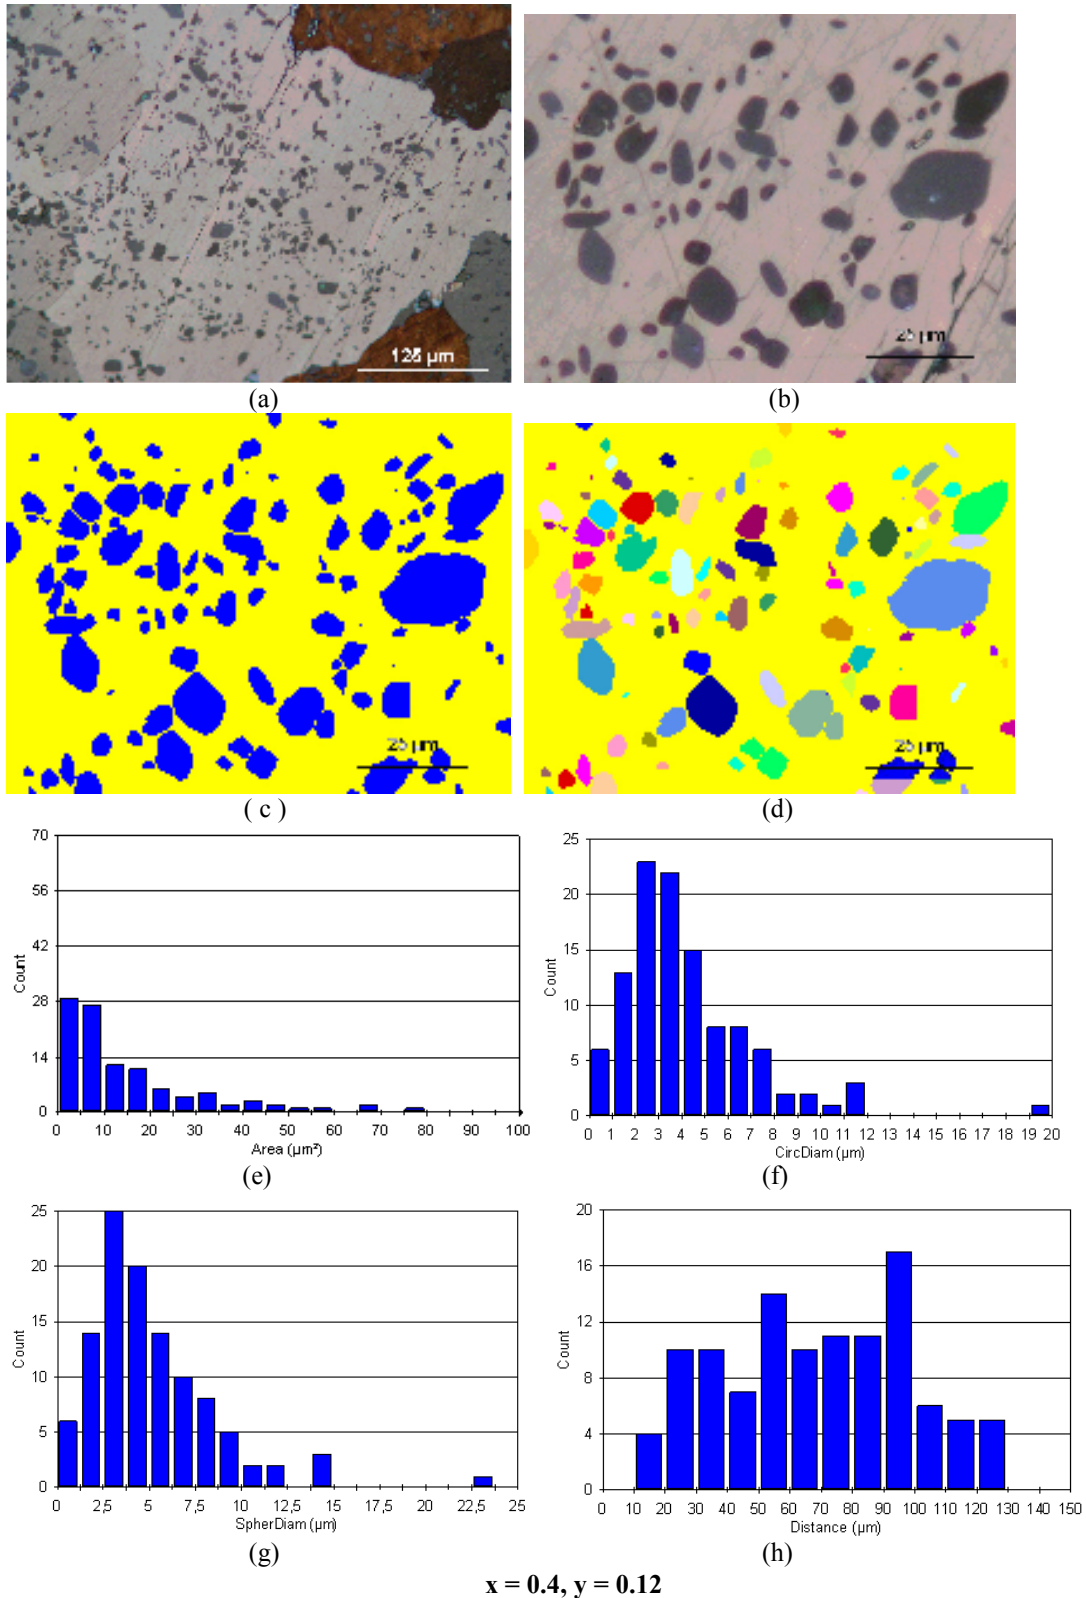 125 µm
25 µm
(a)
(b)
25 µm
25 µm
( c )
(d)
70
56
42
28
14
0
Count
0 10 20 30 40 50 60 70 80 90 100
Area (µm²)
(e)
25
20
15
10
5
0
Count
0 1 2 3 4 5 6 7 8 9 10 11 12 13 14 15 16 17 18 19 20
CircDiam (µm)
(f)
25
20
15
10
5
0
Count
0 2,5 5 7,5 10 12,5 15 17,5 20 22,5 25
SpherDiam (µm)
(g)
20
16
12
8
4
0
Count
0 10 20 30 40 50 60 70 80 90 100 110 120 130 140 150
Distance (µm)
(h)
x = 0.4, y = 0.12